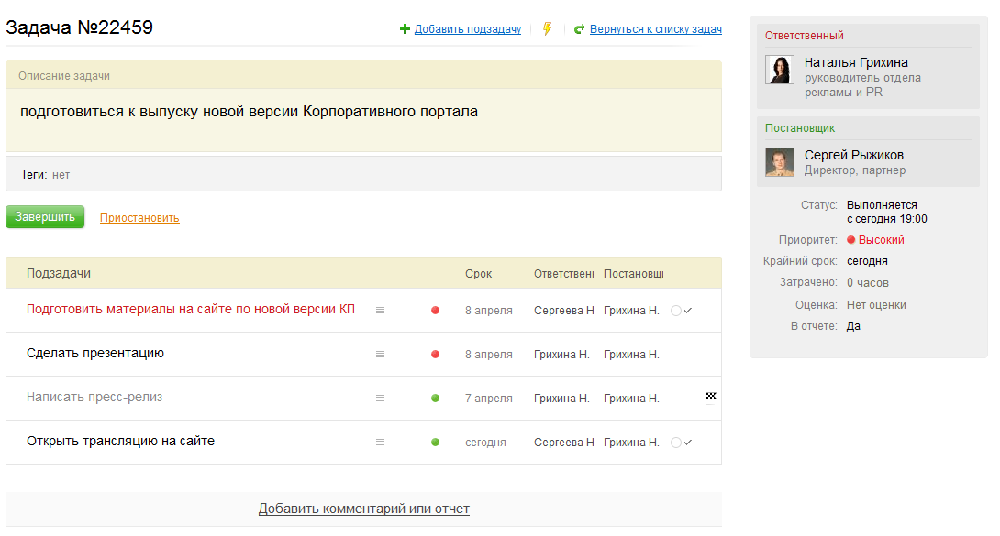 Задача №22459
Добавить подзадачу
Вернуться к списку задач
Описание задачи
подготовиться к выпуску новой версии Корпоративного портала
Теги: нет
Завершить Приостановить
Подзадачи Срок Ответствен Постановщ
Подготовить материалы на сайте по новой версии КП 8 апреля Сергеева Н Грихина Н.
Сделать презентацию 8 апреля Грихина Н. Грихина Н.
Написать пресс-релиз 7 апреля Грихина Н. Грихина Н.
Открыть трансляцию на сайте сегодня Сергеева Н Грихина Н.
Добавить комментарий или отчет
Ответственный
Наталья Грихина
руководитель отдела
рекламы и PR
Постановщик
Сергей Рыжиков
Директор, партнер
Статус: Выполняется
с сегодня 19:00
Приоритет: Высокий
Крайний срок: сегодня
Затрачено: 0 часов
Оценка: Нет оценки
В отчете: Да